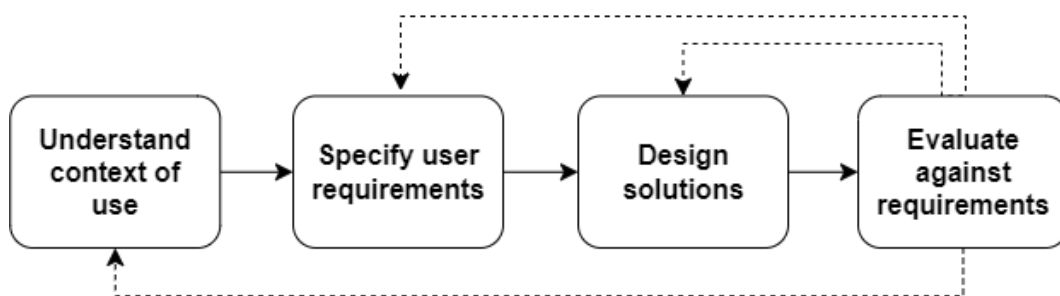 Understand
context of
use
Specify user
requirements
Design
solutions
Evaluate
against
requirements